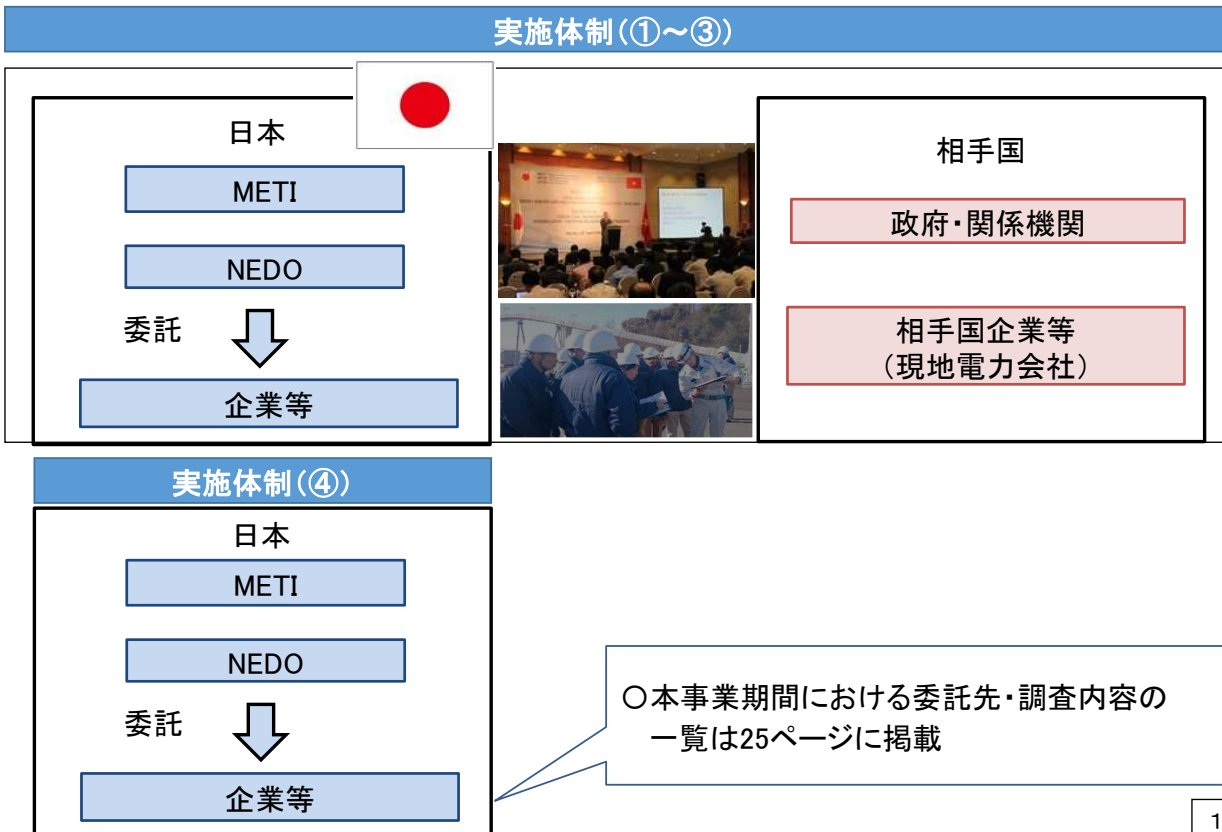 実施体制(①～③)
日本
METI
NEDO
委託
企業等
相手国
政府・関係機関
相手国企業等
(現地電力会社)
実施体制(④)
日本
METI
NEDO
委託
企業等
○本事業期間における委託先・調査内容の
一覧は25ページに掲載
1